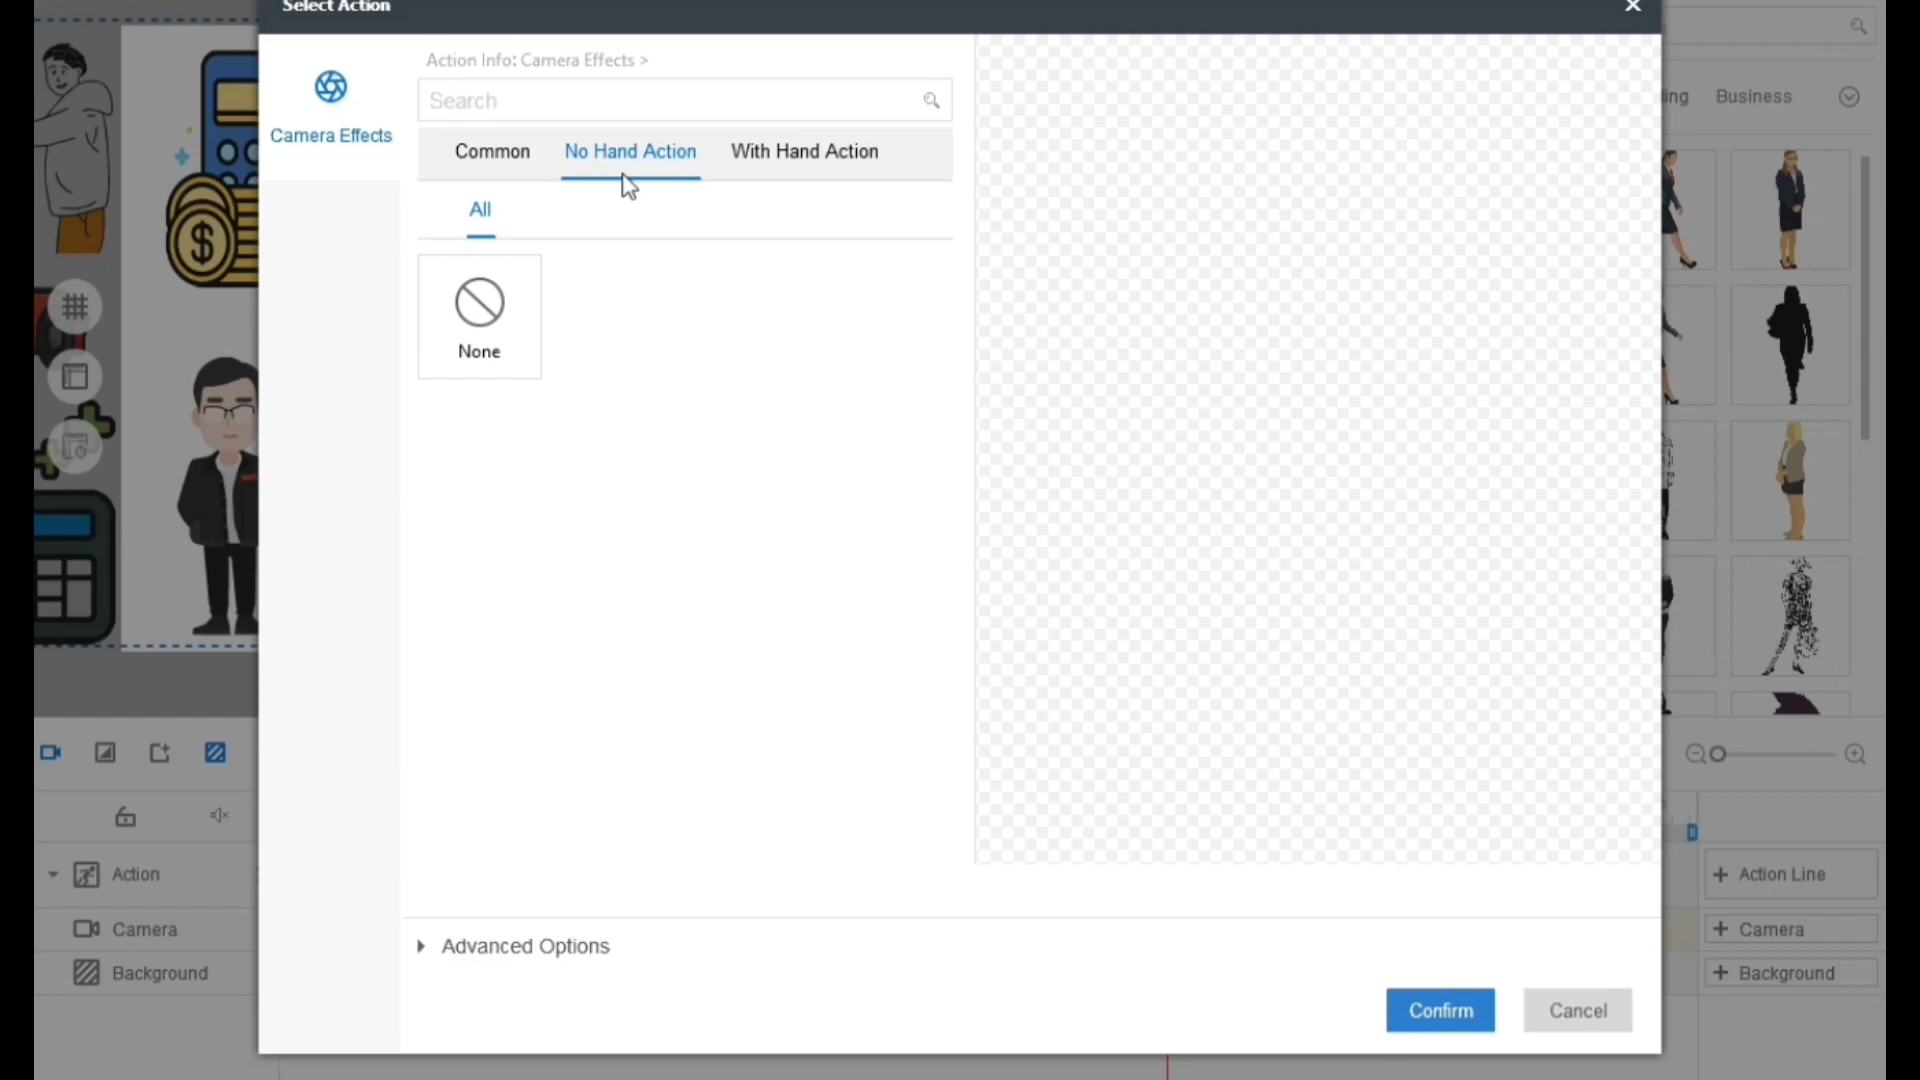 Select Action
Action Info: Camera Effects >
Camera Effects
Search
Common
No Hand Action
With Hand Action
All
None
Advanced Options
Confirm
Cancel
Business
Action
Camera
Background
Action Line
Camera
Background
$